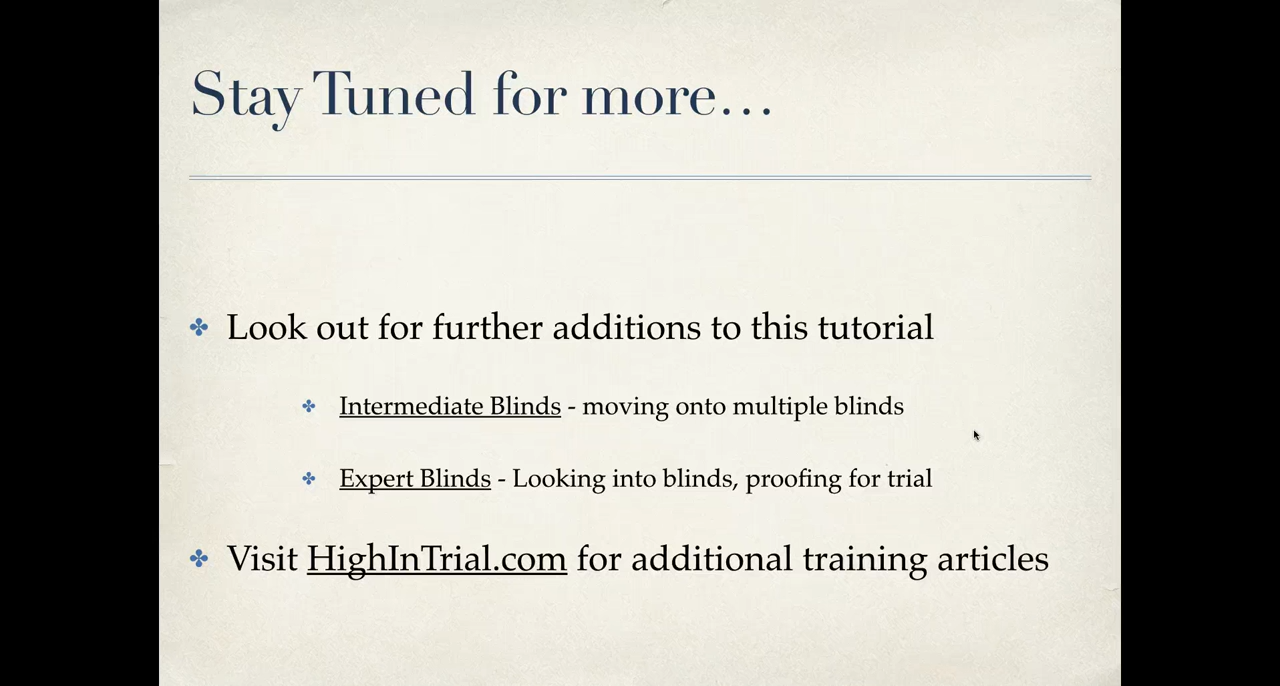 Stay Tuned for more…
Look out for further additions to this tutorial
Intermediate Blinds - moving onto multiple blinds
Expert Blinds - Looking into blinds, proofing for trial
Visit HighInTrial.com for additional training articles